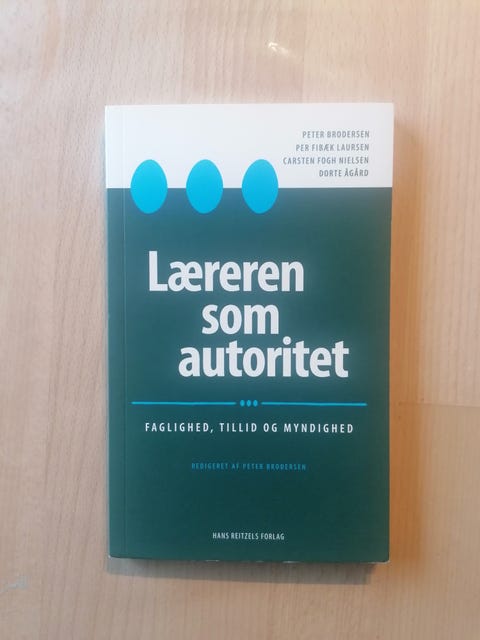 PETER BRODERSEN
PER FIBÆK LAURSEN
CARSTEN FOGH NIELSEN
DORTE ÅGÅRD
Læreren
som
autoritet
FAGLIGHED, TILLID OG MYNDIGHED
REDIGERET AF PETER BRODERSEN
HANS REITZELS FORLAG